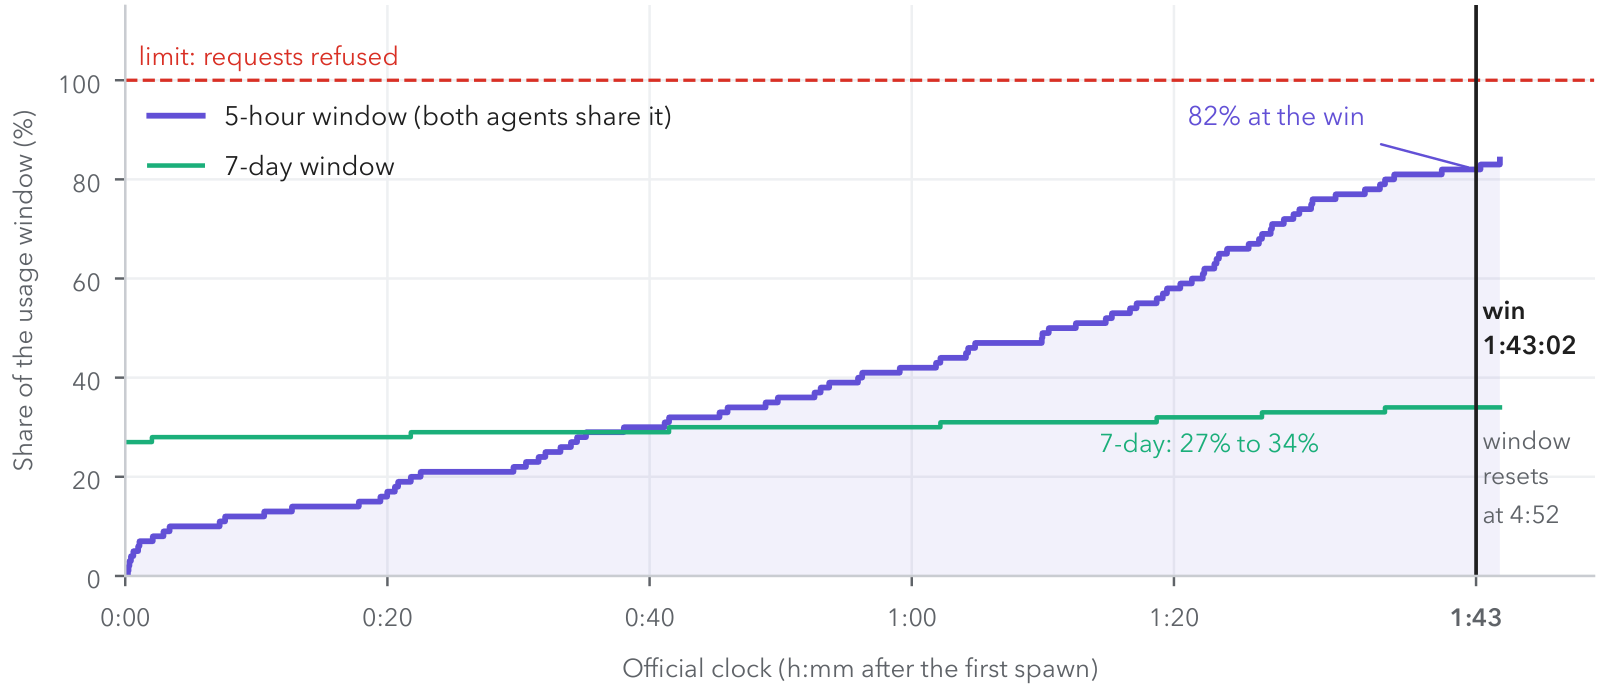 limit: requests refused
5-hour window (both agents share it)
7-day window
82% at the win
win
1:43:02
7-day: 27% to 34%
window
resets
at 4:52
Share of the usage window (%)
100
80
60
40
20
0
0:00
0:20
0:40
1:00
1:20
1:43
Official clock (h:mm after the first spawn)